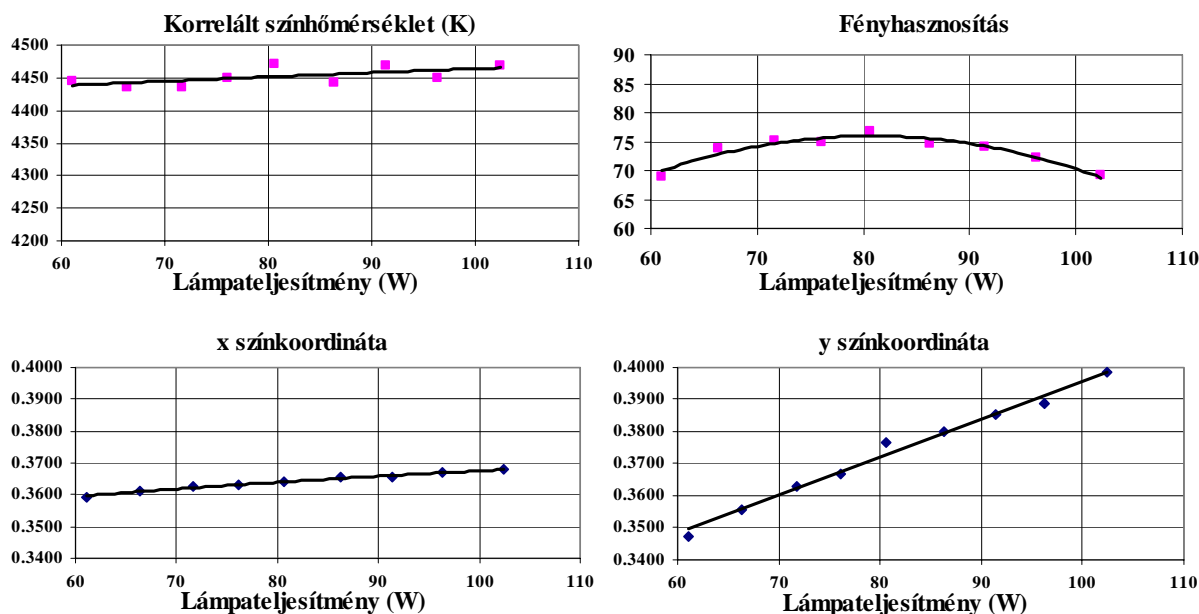 Korrelált színhőmérséklet (K)
4500
4450
4400
4350
4300
4250
4200
60 70 80 90 100 110
Lámpateljesítmény (W)
Fényhasznosítás
90
85
80
75
70
65
60
60 70 80 90 100 110
Lámpateljesítmény (W)
x színkoordináta
0.4000
0.3900
0.3800
0.3700
0.3600
0.3500
0.3400
60 70 80 90 100 110
Lámpateljesítmény (W)
y színkoordináta
0.4000
0.3900
0.3800
0.3700
0.3600
0.3500
0.3400
60 70 80 90 100 110
Lámpateljesítmény (W)